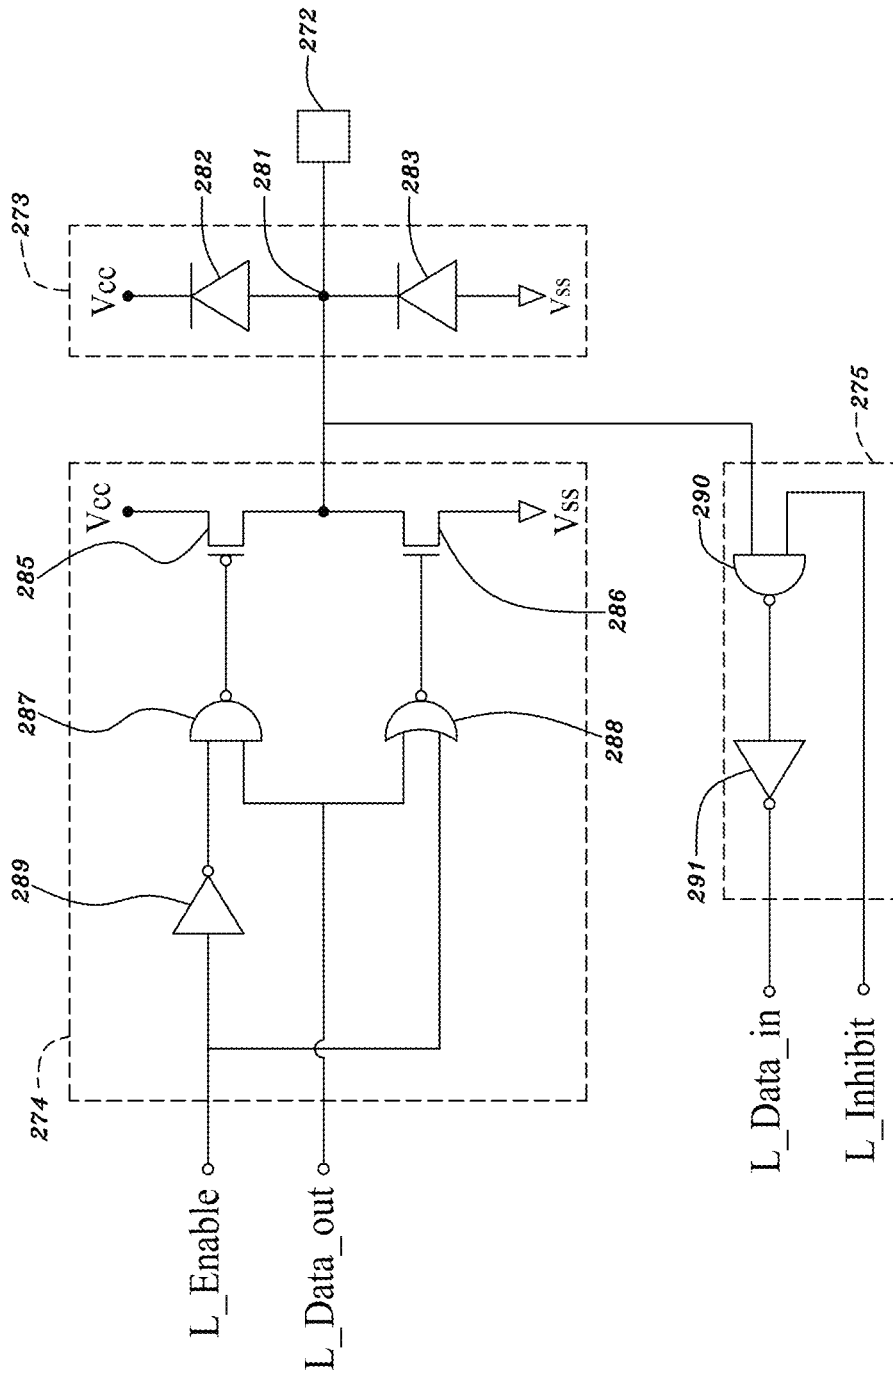 272
273
282
281
283
Vcc
Vss
274
285
286
287
288
289
Vcc
Vss
L_Enable
L_Data_out
275
290
291
L_Data_in
L_Inhibit